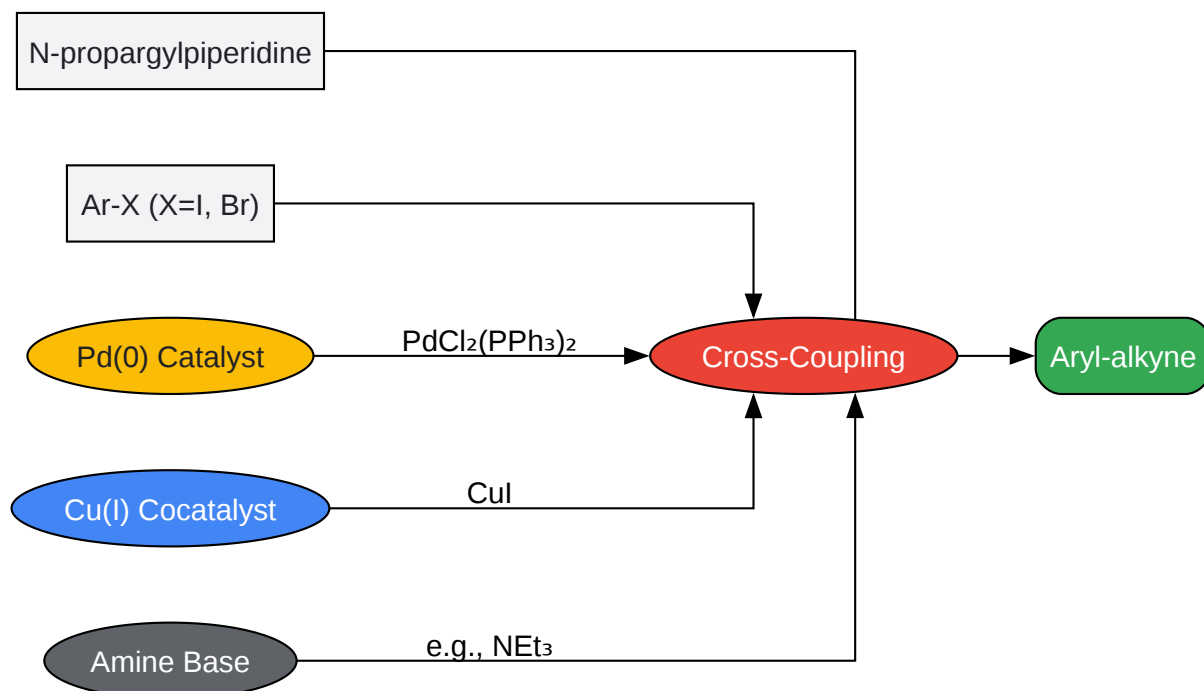 N-propargylpiperidine
Ar-X (X=I, Br)
Pd(0) Catalyst
PdCl₂(PPh₃)₂
Cross-Coupling
Aryl-alkyne
Cu(I) Cocatalyst
CuI
Amine Base
e.g., NEt₃